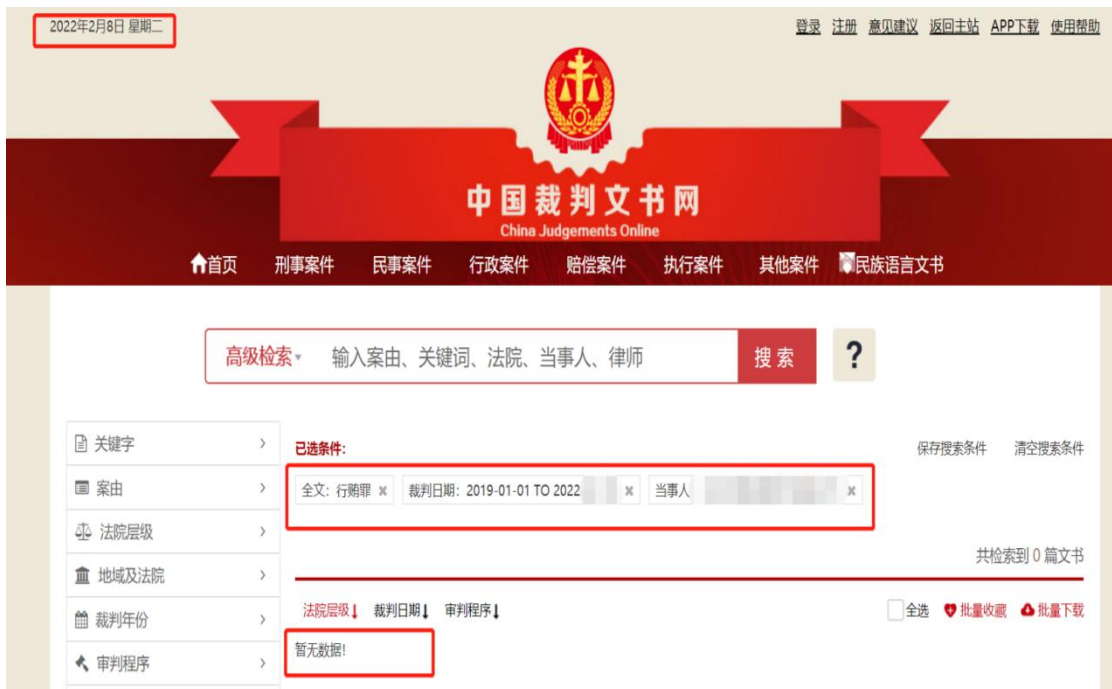 2022年2月8日 星期二
登录 注册 意见建议 返回主站 APP下载 使用帮助
中国裁判文书网
China Judgements Online
首页 刑事案件 民事案件 行政案件 赔偿案件 执行案件 其他案件 民族语言文书
高级检索 输入案由、关键词、法院、当事人、律师 搜索 ?
关键字
案由
法院层级
地域及法院
裁判年份
审判程序
已选条件:
保存搜索条件 清空搜索条件
全文: 行贿罪 × 裁判日期: 2019-01-01 TO 2022 × 当事人 ×
共检索到 0 篇文书
法院层级 裁判日期 审判程序
全选 批量收藏 批量下载
暂无数据!